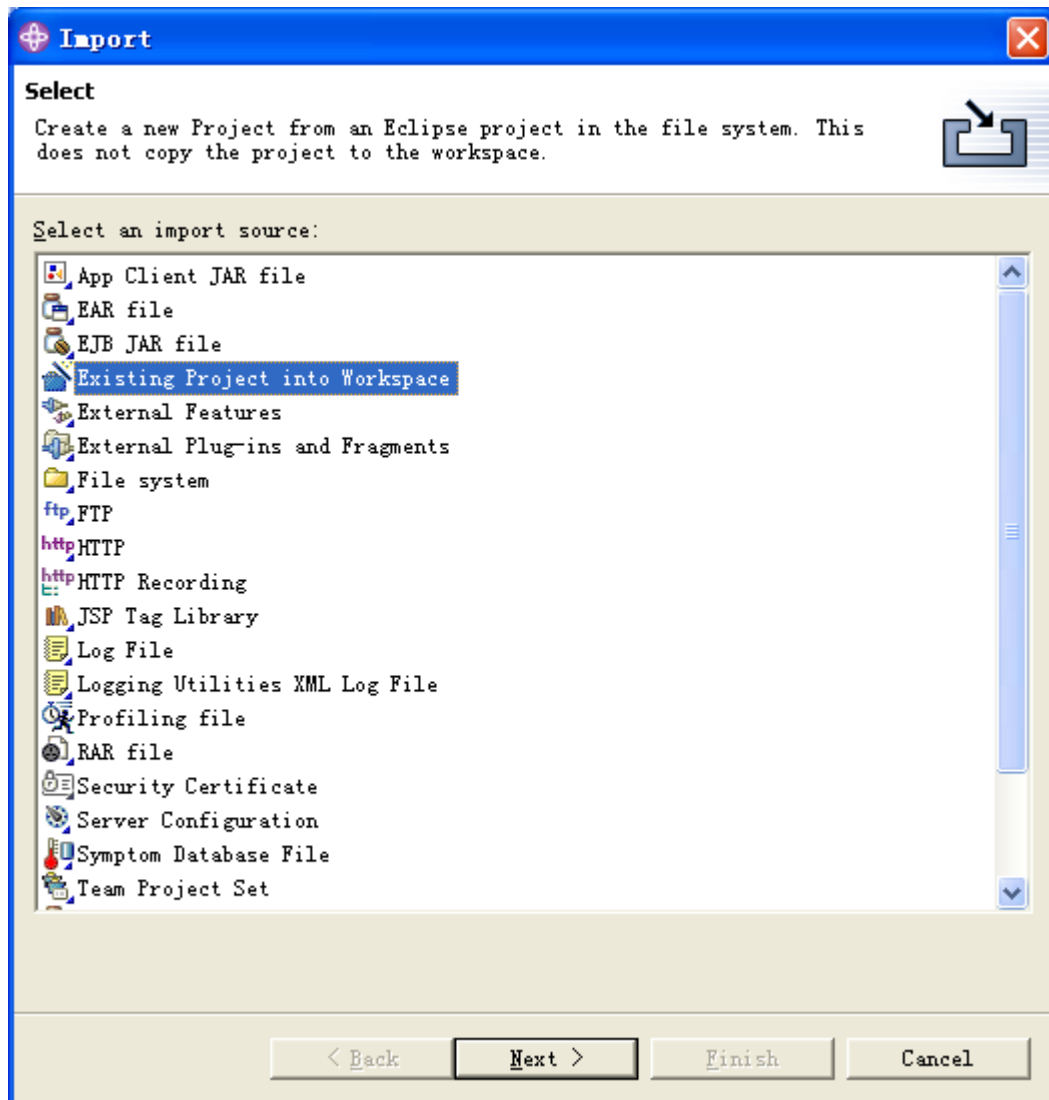 Import
Select
Create a new Project from an Eclipse project in the file system. This
does not copy the project to the workspace.
Select an import source:
App Client JAR file
EAR file
EJB JAR file
Existing Project into Workspace
External Features
External Plug-ins and Fragments
File system
ftp FTP
http HTTP
http HTTP Recording
JSP Tag Library
Log File
Logging Utilities XML Log File
Profiling file
RAR file
Security Certificate
Server Configuration
Symptom Database File
Team Project Set
< Back Next > Finish Cancel